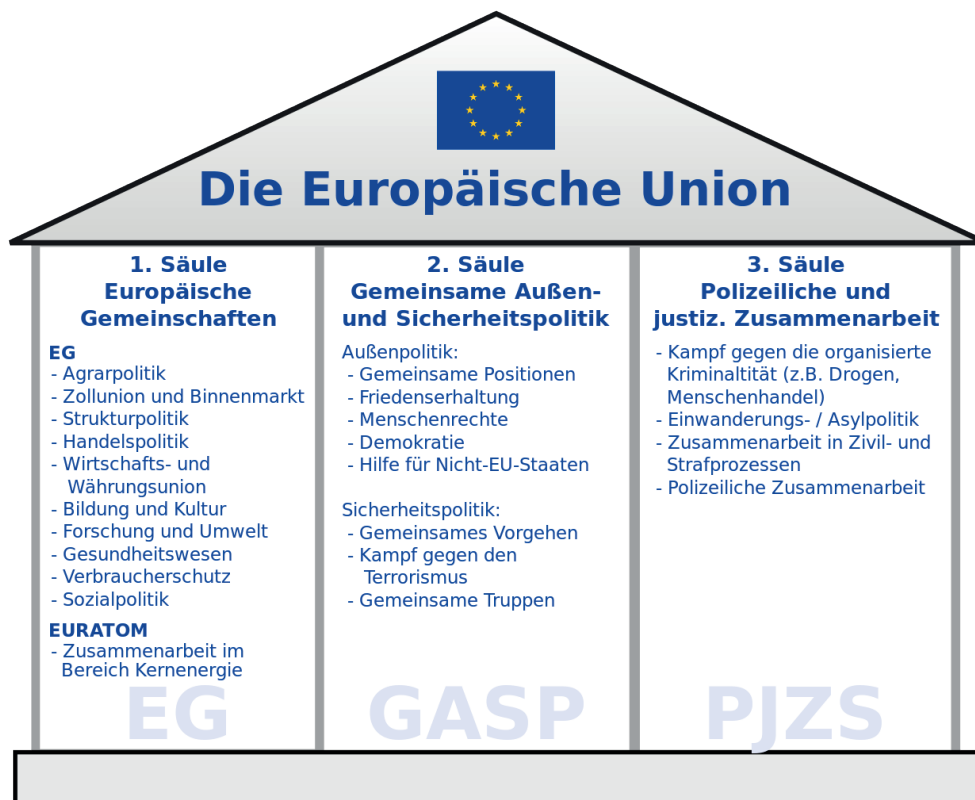 Die Europäische Union
1. Säule
Europäische
Gemeinschaften
EG
- Agrarpolitik
- Zollunion und Binnenmarkt
- Strukturpolitik
- Handelspolitik
- Wirtschafts- und
Währungsunion
- Bildung und Kultur
- Forschung und Umwelt
- Gesundheitswesen
- Verbraucherschutz
- Sozialpolitik
EURATOM
- Zusammenarbeit im
Bereich Kernenergie
EG
2. Säule
Gemeinsame Außen-
und Sicherheitspolitik
Außenpolitik:
- Gemeinsame Positionen
- Friedenserhaltung
- Menschenrechte
- Demokratie
- Hilfe für Nicht-EU-Staaten
Sicherheitspolitik:
- Gemeinsames Vorgehen
- Kampf gegen den
Terrorismus
- Gemeinsame Truppen
GASP
3. Säule
Polizeiliche und
justiz. Zusammenarbeit
- Kampf gegen die organisierte
Kriminaltität (z.B. Drogen,
Menschenhandel)
- Einwanderungs- / Asylpolitik
- Zusammenarbeit in Zivil- und
Strafprozessen
- Polizeiliche Zusammenarbeit
PJZS